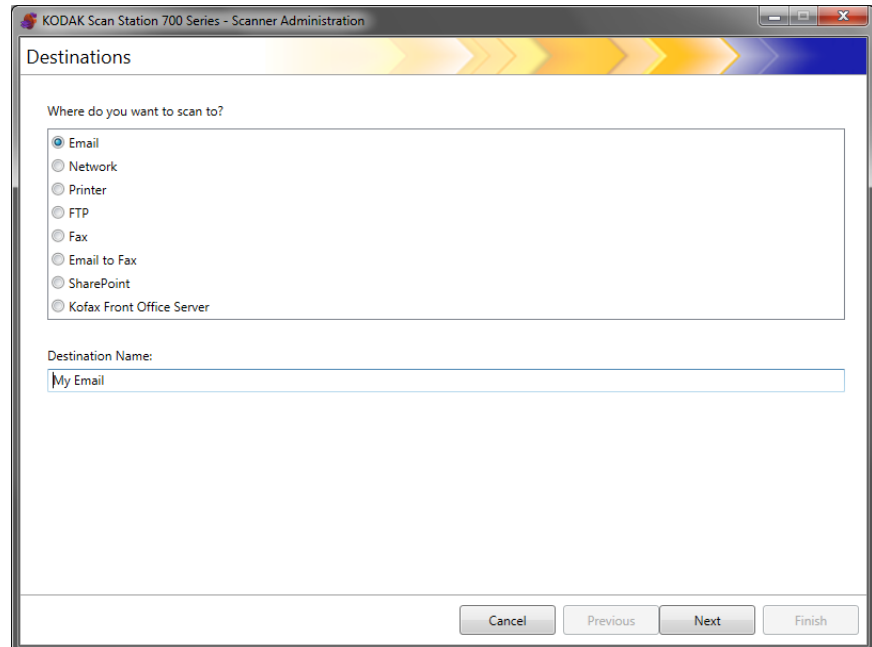 KODAK Scan Station 700 Series - Scanner Administration
Destinations
Where do you want to scan to?
Email
Network
Printer
FTP
Fax
Email to Fax
SharePoint
Kofax Front Office Server
Destination Name:
My Email
Cancel
Previous
Next
Finish